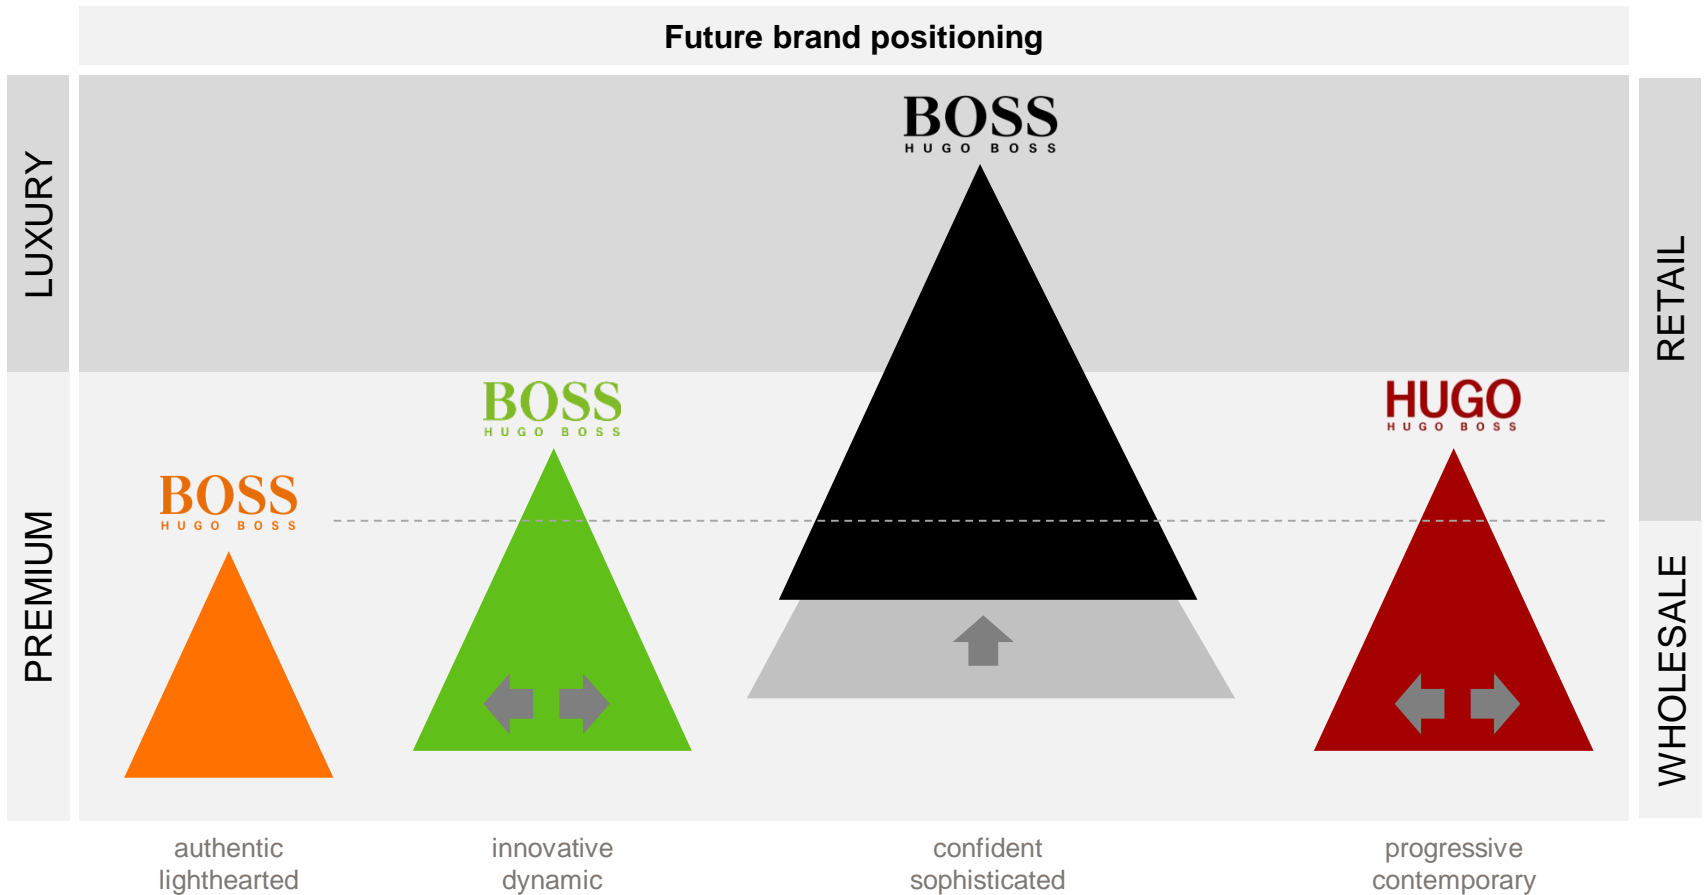 Future brand positioning
LUXURY
PREMIUM
RETAIL
WHOLESALE
BOSS
HUGO BOSS
BOSS
HUGO BOSS
BOSS
HUGO BOSS
HUGO
HUGO BOSS
authentic
lighthearted
innovative
dynamic
confident
sophisticated
progressive
contemporary